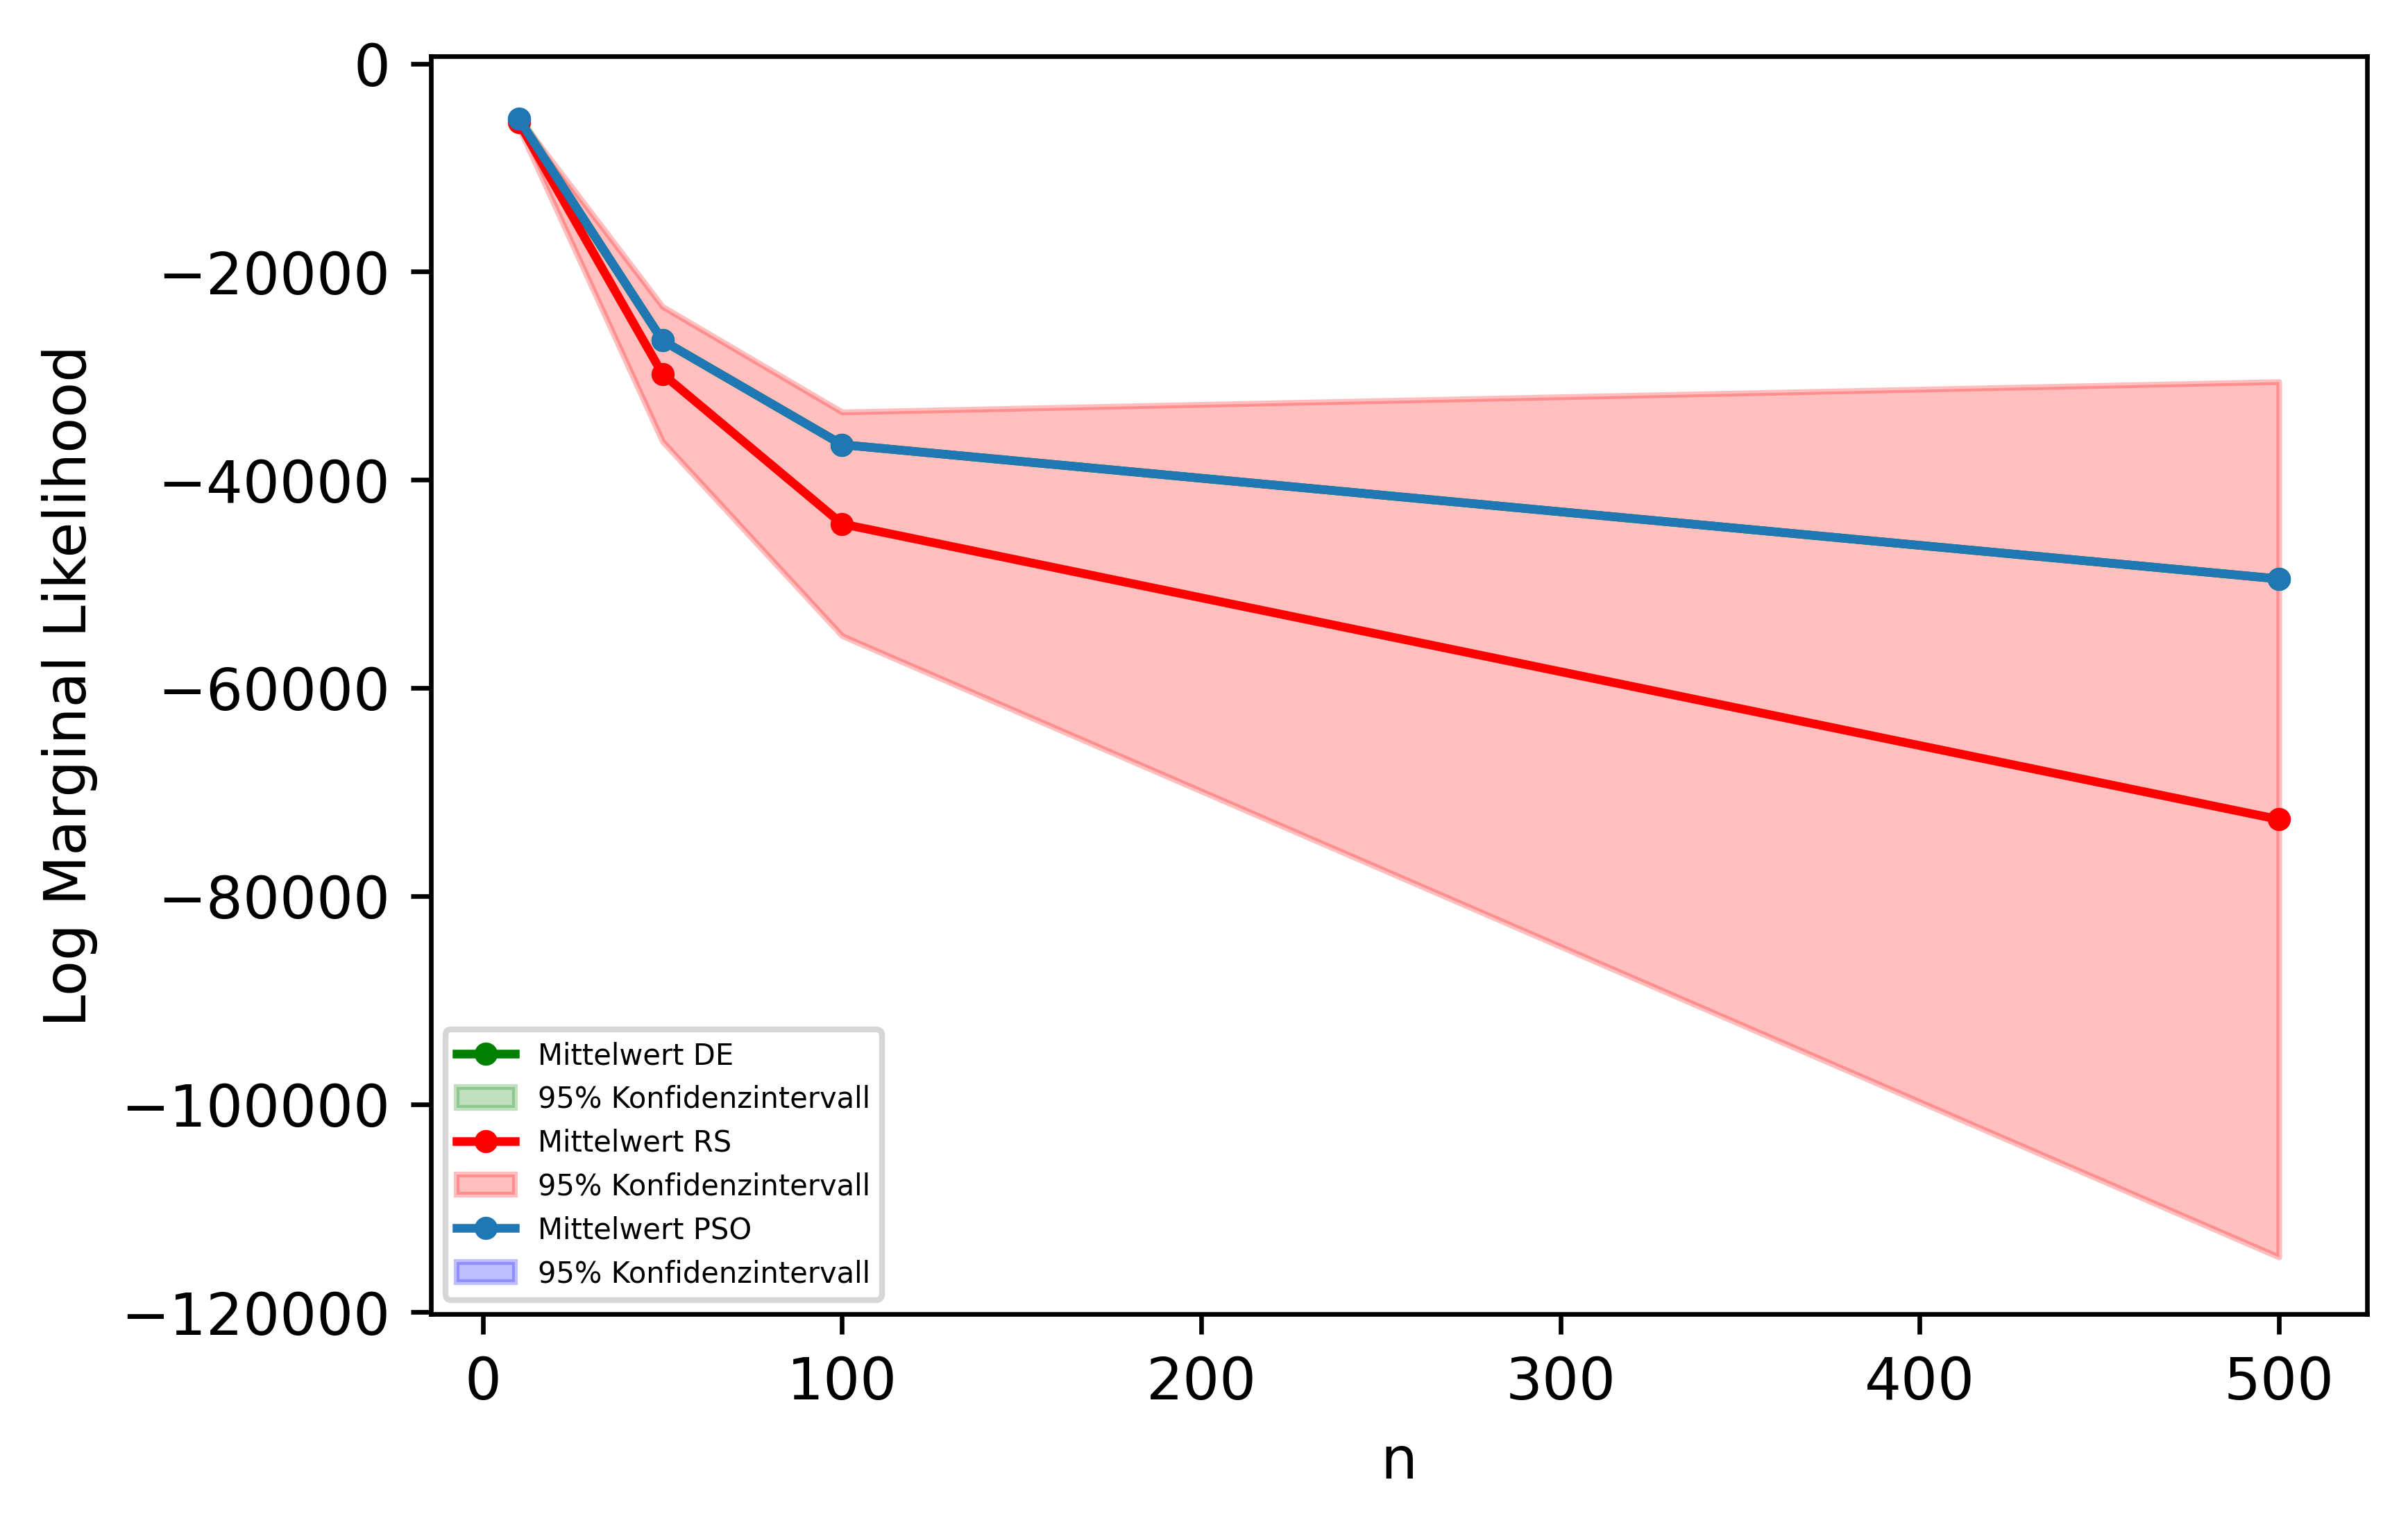 0
−20000
−40000
−60000
−80000
−100000
−120000
Log Marginal Likelihood
Mittelwert DE
95% Konfidenzintervall
Mittelwert RS
95% Konfidenzintervall
Mittelwert PSO
95% Konfidenzintervall
0 100 200 300 400 500
n